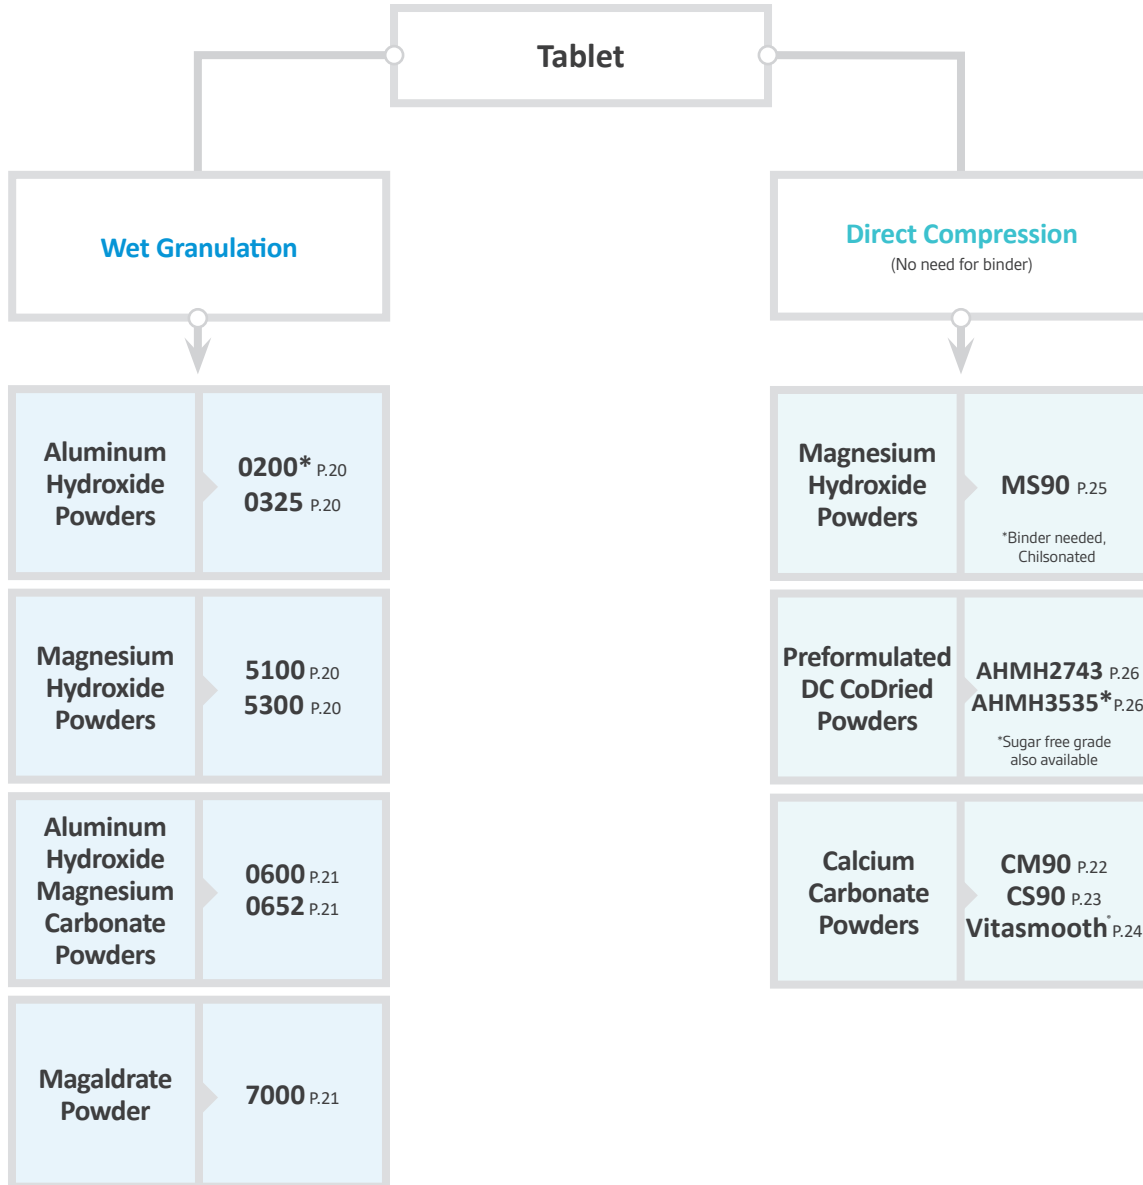 Tablet
Wet Granulation
Aluminum
Hydroxide
Powders
0200* P.20
0325 P.20
Magnesium
Hydroxide
Powders
5100 P.20
5300 P.20
Aluminum
Hydroxide
Magnesium
Carbonate
Powders
0600 P.21
0652 P.21
Magaldrate
Powder
7000 P.21
Direct Compression
(No need for binder)
Magnesium
Hydroxide
Powders
MS90 P.25
*Binder needed,
Chilsonated
Preformulated
DC CoDried
Powders
AHMH2743 P.26
AHMH3535* P.26
*Sugar free grade
also available
Calcium
Carbonate
Powders
CM90 P.22
CS90 P.23
Vitasmooth* P.24